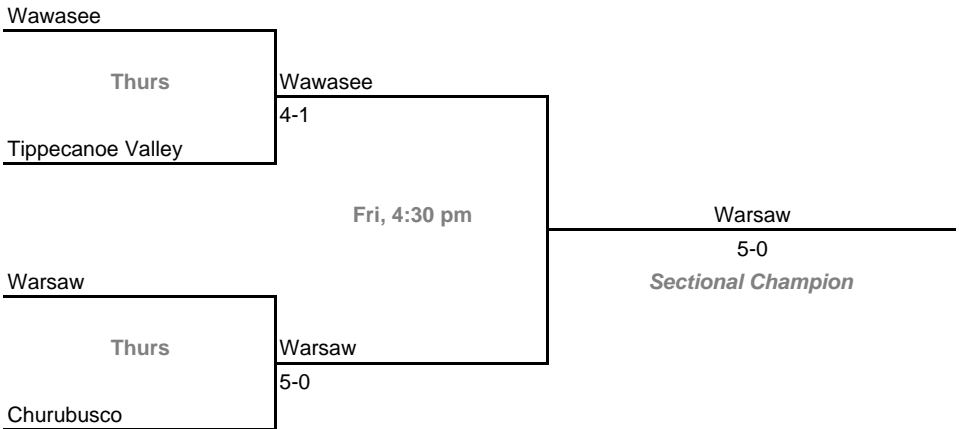 Wawasee
Thurs
Wawasee
4-1
Tippecanoe Valley
Fri, 4:30 pm
Warsaw
5-0
Sectional Champion
Warsaw
Thurs
Warsaw
5-0
Churubusco